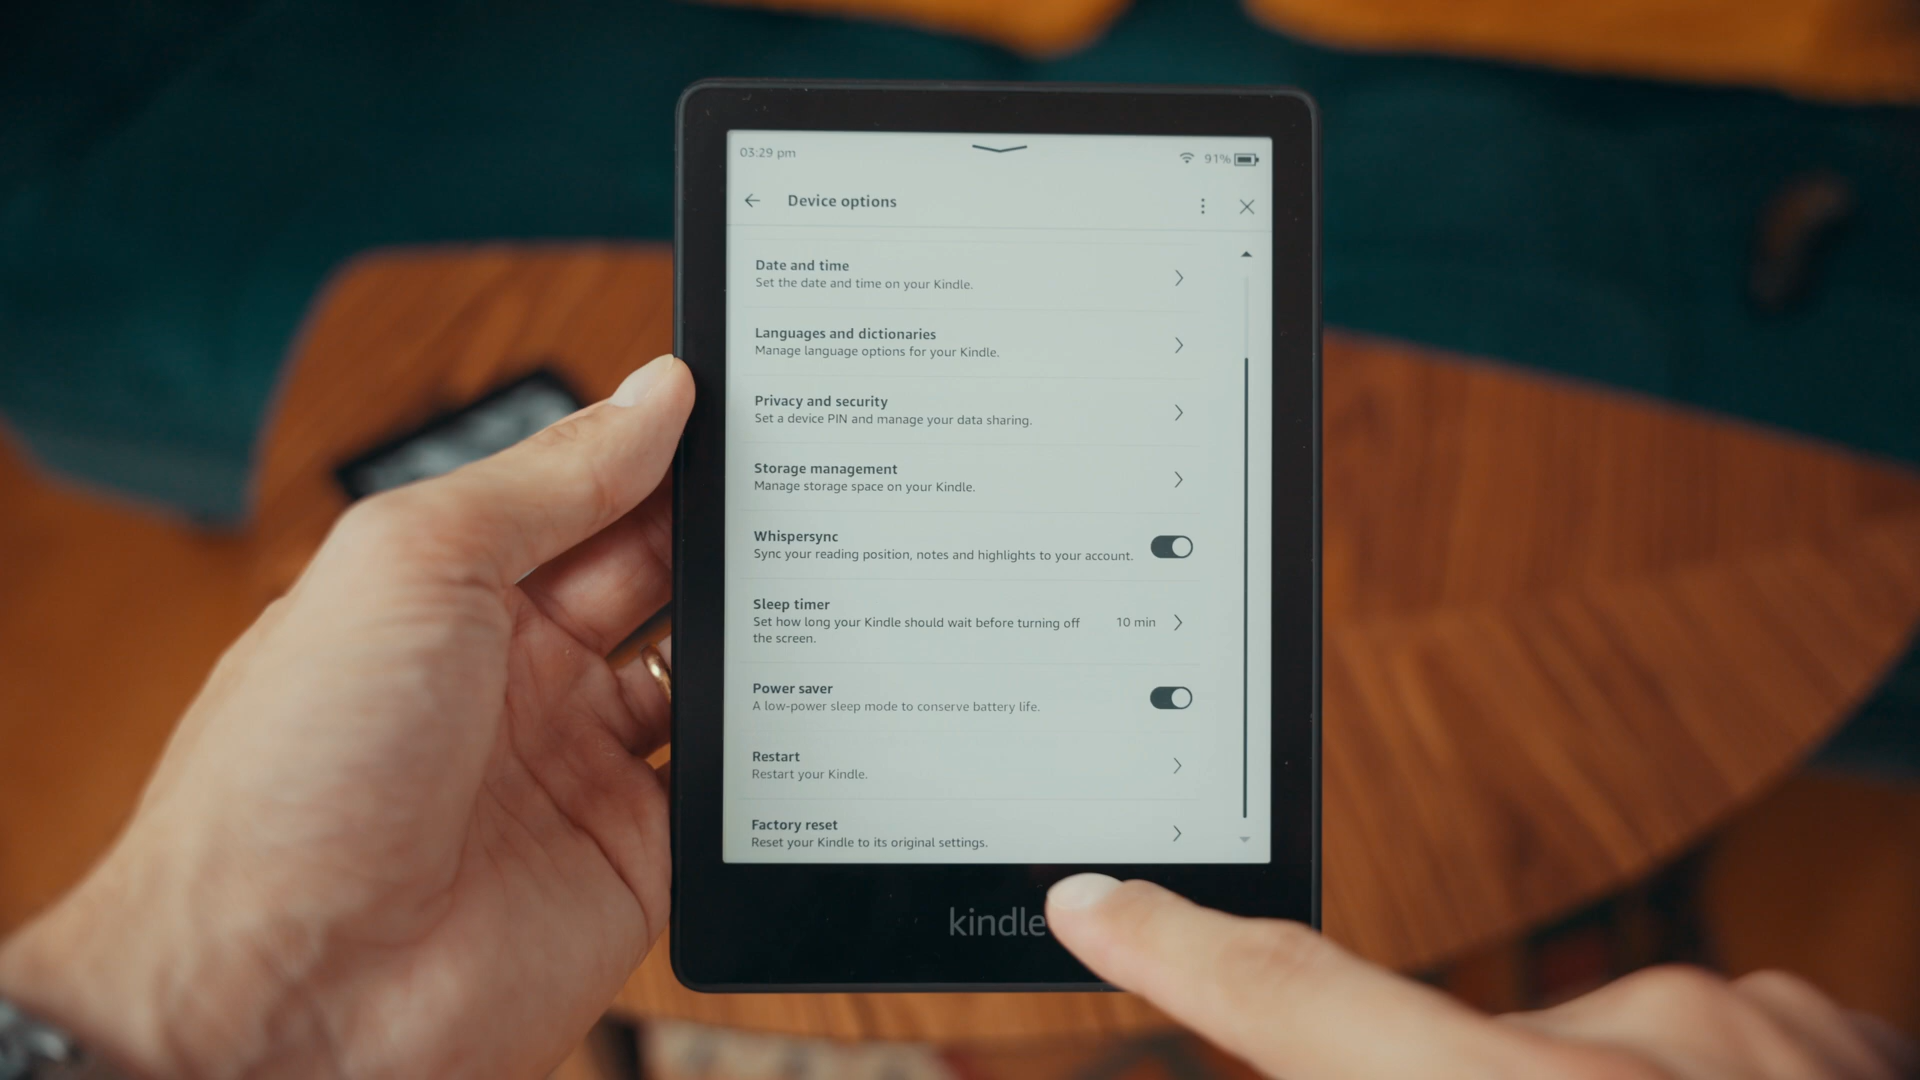 03:29 pm
91%
Device options
Date and time
Set the date and time on your Kindle.
Languages and dictionaries
Manage language options for your Kindle.
Privacy and security
Set a device PIN and manage your data sharing.
Storage management
Manage storage space on your Kindle.
Whispersync
Sync your reading position, notes and highlights to your account.
Sleep timer
Set how long your Kindle should wait before turning off
the screen.
10 min
Power saver
A low-power sleep mode to conserve battery life.
Restart
Restart your Kindle.
Factory reset
Reset your Kindle to its original settings.
kindle